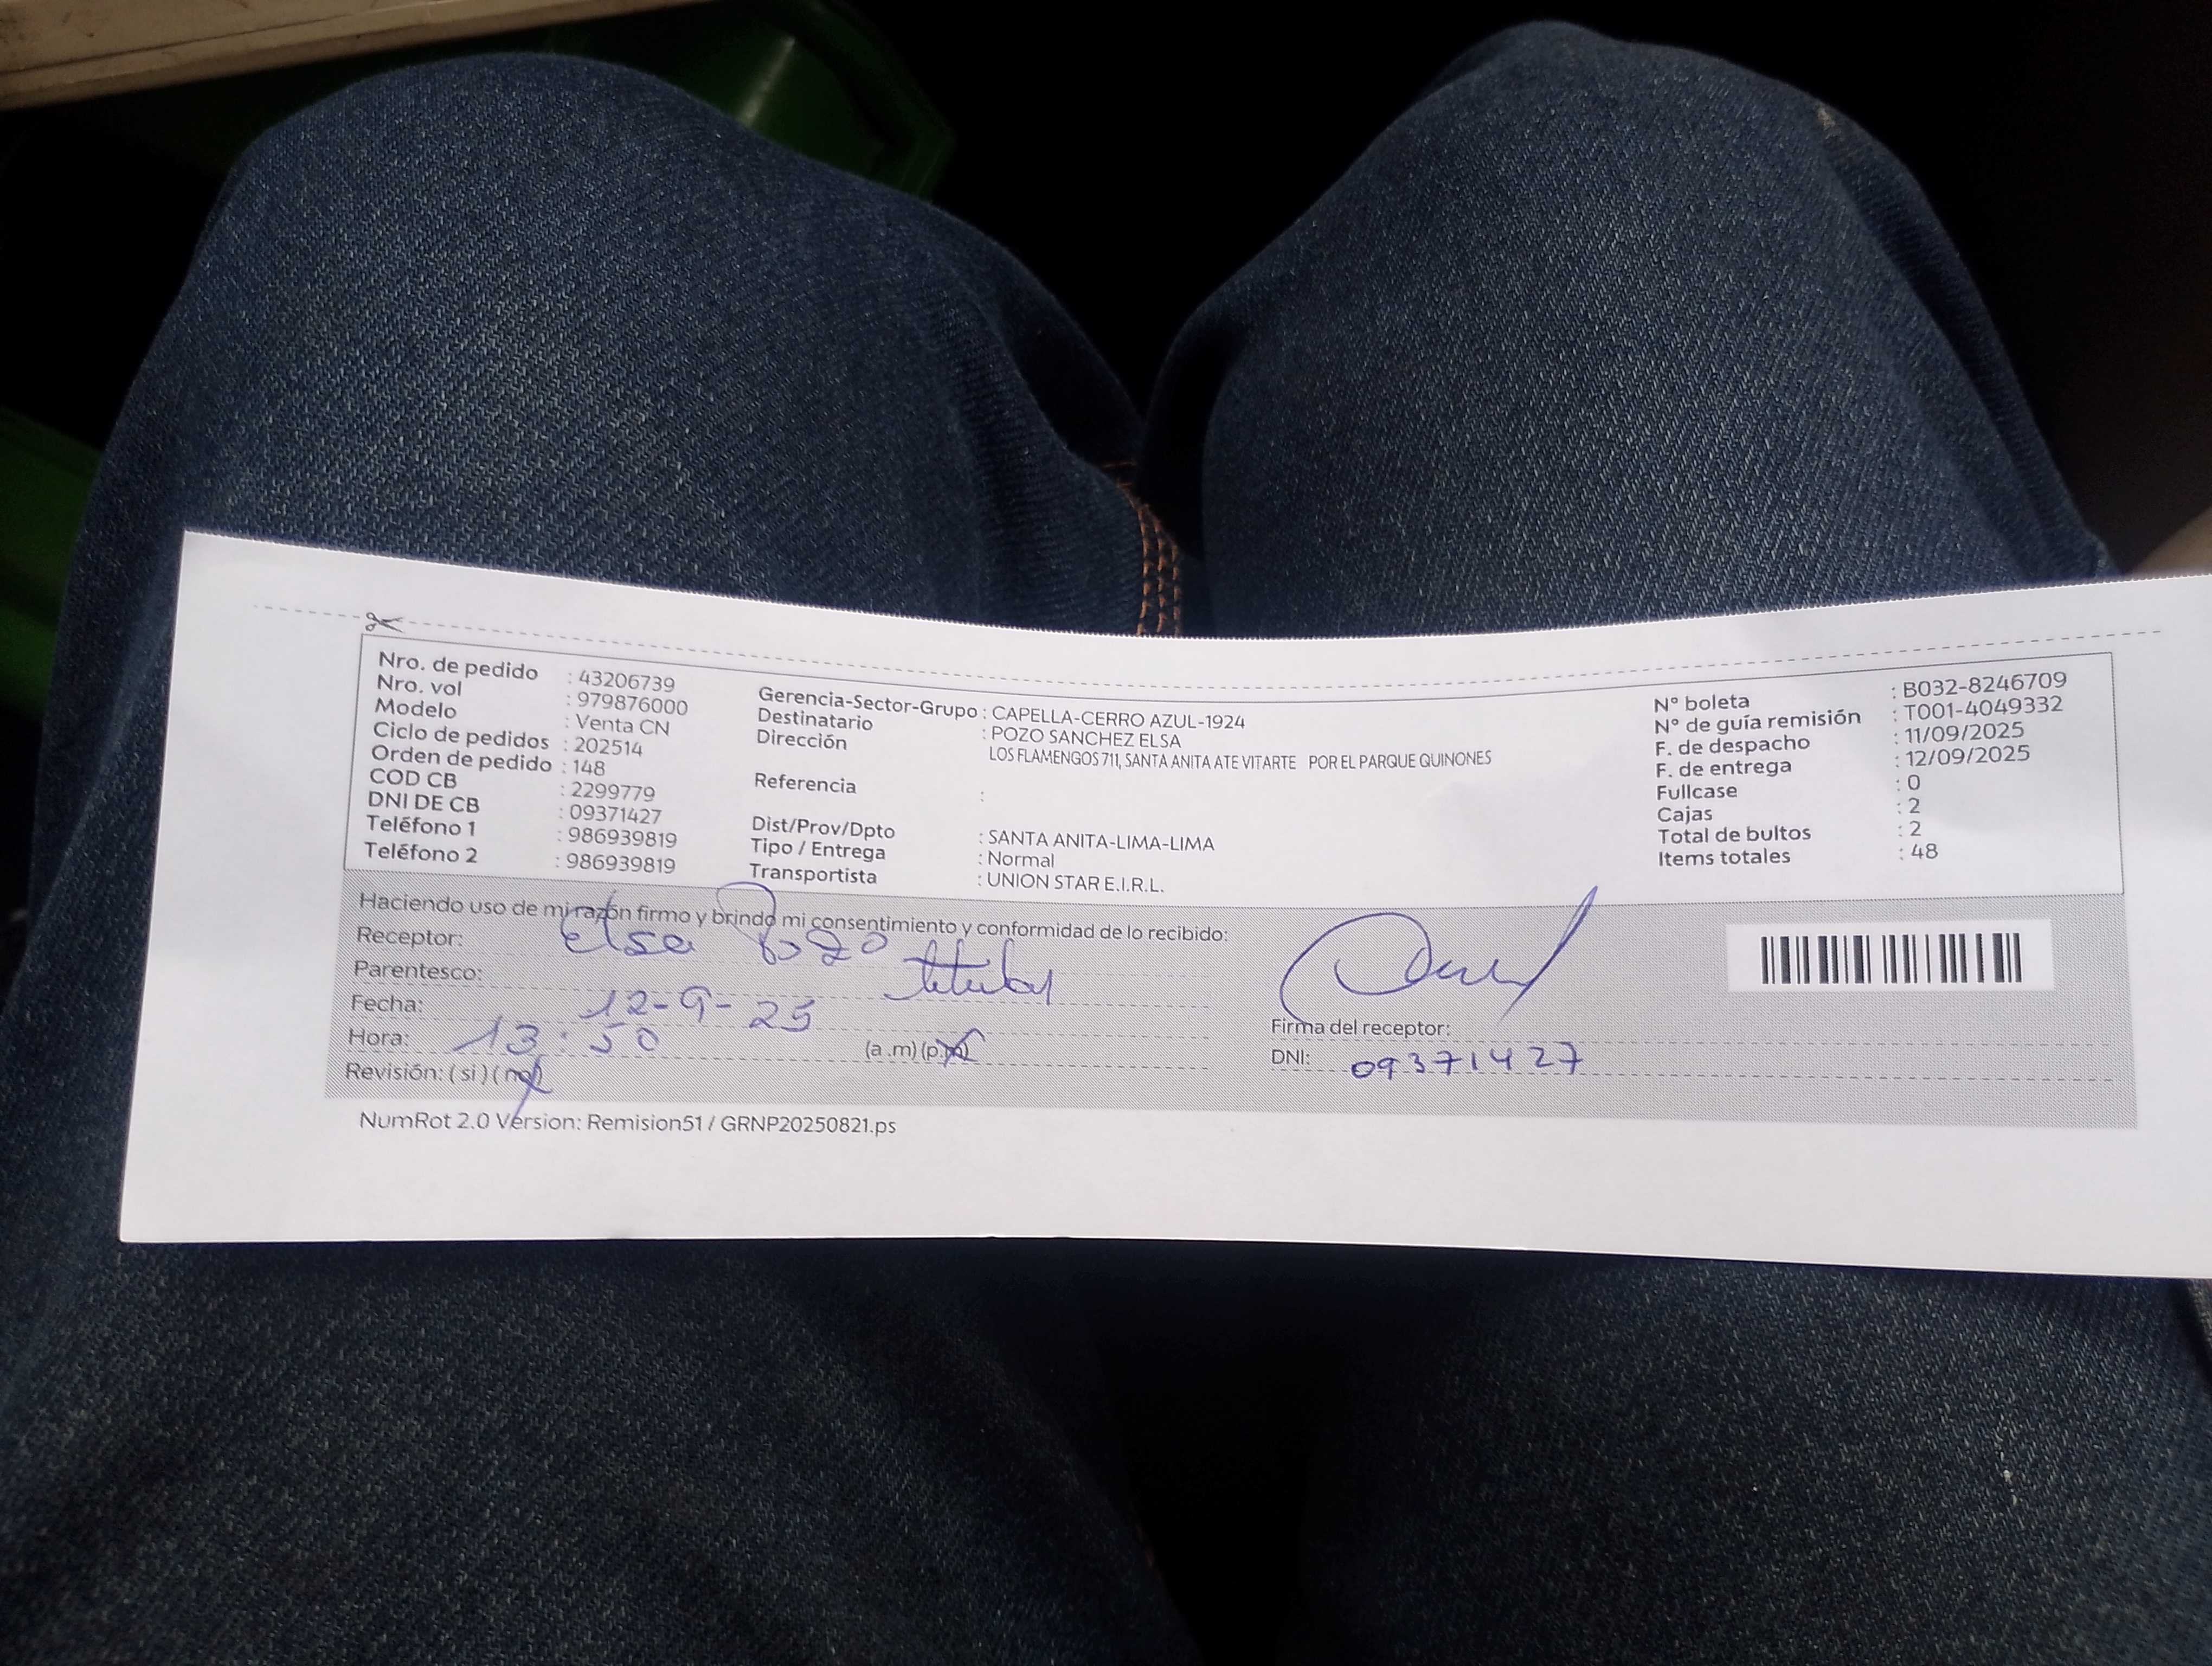 Nro. de pedido : 43206739
Nro. vol : 979876000
Modelo : Venta CN
Ciclo de pedidos : 202514
Orden de pedido : 148
COD CB : 2299779
DNI DE CB : 09371427
Teléfono 1 : 986939819
Teléfono 2 : 986939819
Gerencia-Sector-Grupo : CAPELLA-CERRO AZUL-1924
Destinatario : POZO SANCHEZ ELSA
Dirección LOS FLAMENGOS 711, SANTA ANITA ATE VITARTE POR EL PARQUE QUINONES
Referencia :
Dist/Prov/Dpto : SANTA ANITA-LIMA-LIMA
Tipo / Entrega : Normal
Transportista : UNION STAR E.I.R.L.
N° boleta : B032-8246709
N° de guía remisión : T001-4049332
F. de despacho : 11/09/2025
F. de entrega : 12/09/2025
Fullcase : 0
Cajas : 2
Total de bultos : 2
Items totales : 48
Haciendo uso de mi razón firmo y brindo mi consentimiento y conformidad de lo recibido:
Receptor: Elsa Pozo
Parentesco: titular
Fecha: 12-9-25
Hora: 13:50 (a.m) (p.m)
Revisión: ( si ) ( no )
Firma del receptor:
DNI: 09371427
NumRot 2.0 Version: Remision51 / GRNP20250821.ps